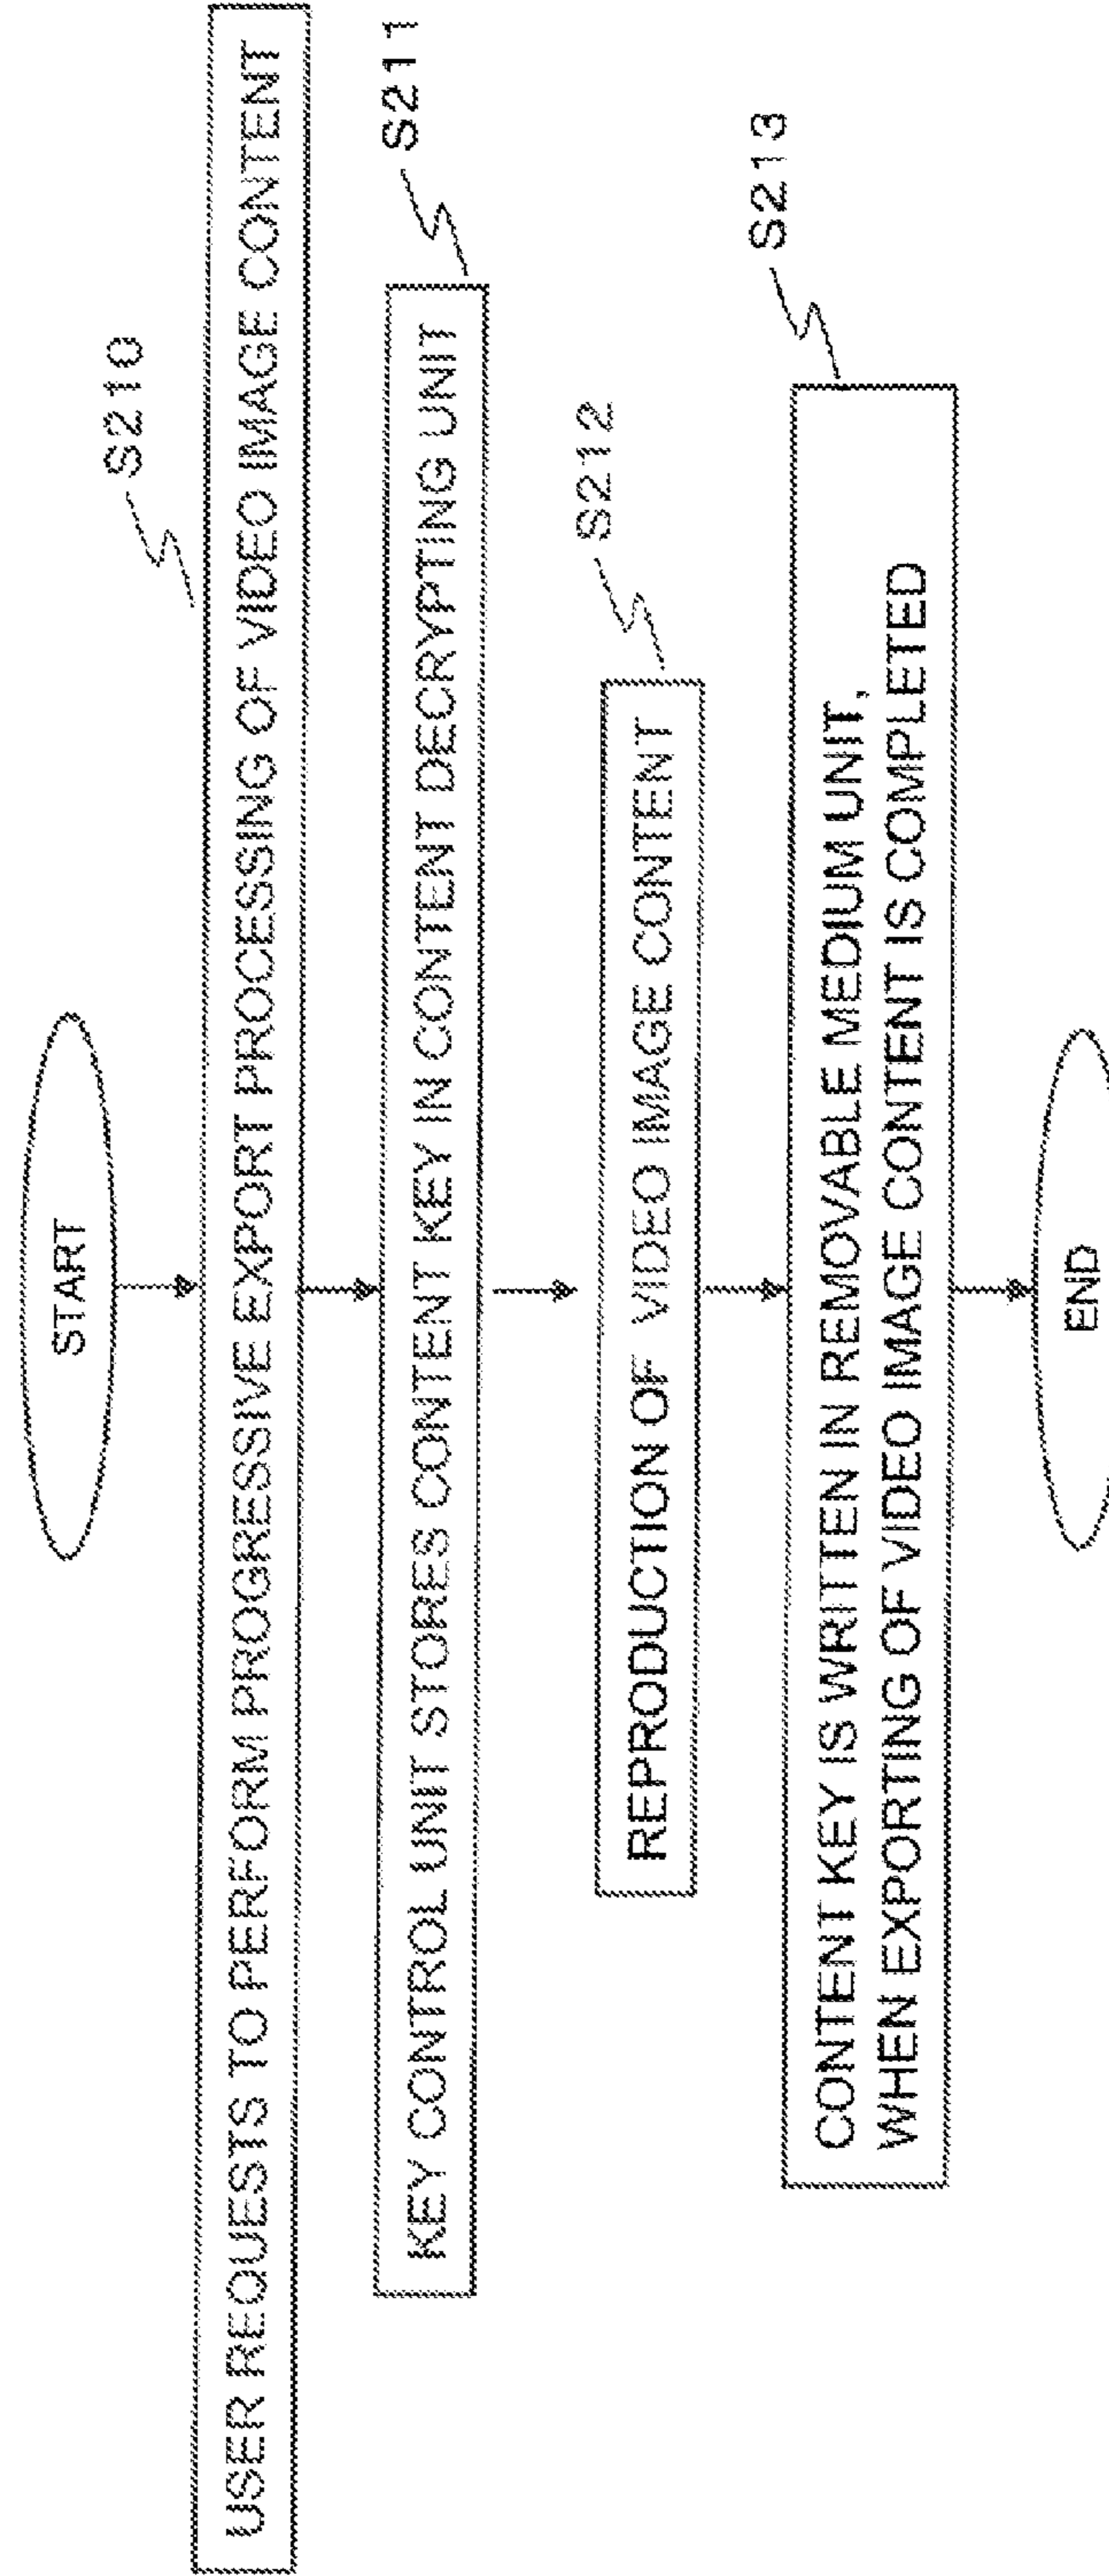 START
S210
USER REQUESTS TO PERFORM PROGRESSIVE EXPORT PROCESSING OF VIDEO IMAGE CONTENT
S211
KEY CONTROL UNIT STORES CONTENT KEY IN CONTENT DECRYPTING UNIT
S212
REPRODUCTION OF VIDEO IMAGE CONTENT
S213
CONTENT KEY IS WRITTEN IN REMOVABLE MEDIUM UNIT,
WHEN EXPORTING OF VIDEO IMAGE CONTENT IS COMPLETED
END